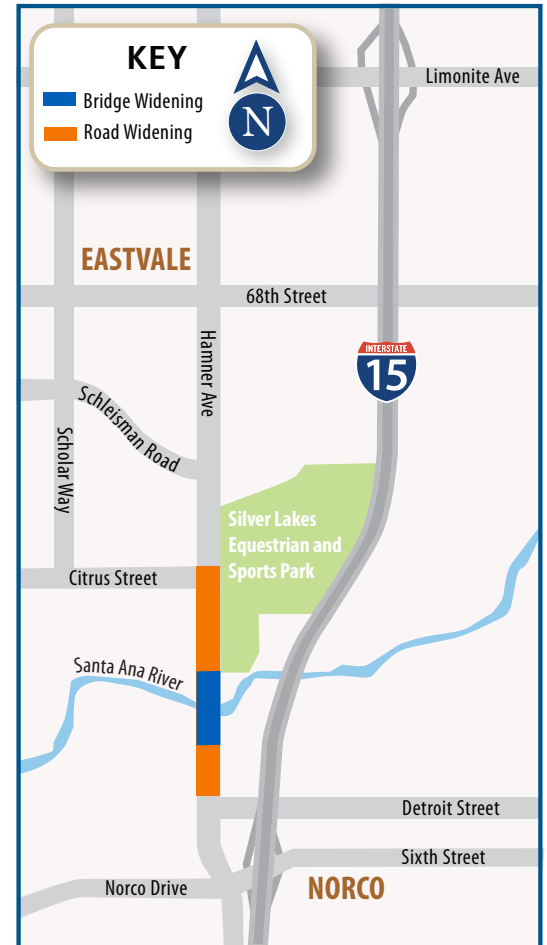 KEY
Bridge Widening
Road Widening
N
Limonite Ave
EASTVALE
68th Street
Hamner Ave
INTERSTATE
15
Schleisman Road
Scholar Way
Silver Lakes
Equestrian and
Sports Park
Citrus Street
Santa Ana River
Detroit Street
Sixth Street
Norco Drive
NORCO